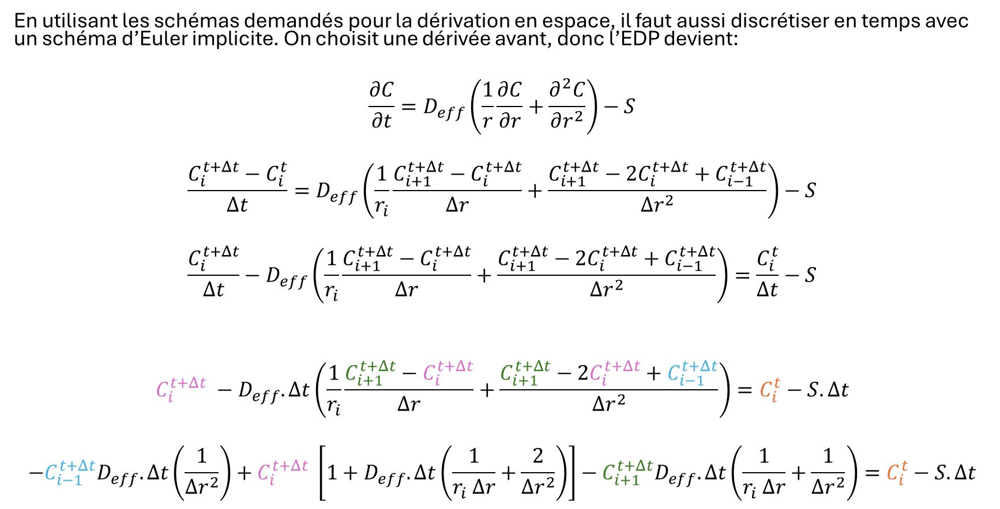 En utilisant les schémas demandés pour la dérivation en espace, il faut aussi discrétiser en temps avec
un schéma d'Euler implicite. On choisit une dérivée avant, donc l'EDP devient:
\frac{\partial C}{\partial t} = D_{eff} \left( \frac{1}{r} \frac{\partial C}{\partial r} + \frac{\partial^2 C}{\partial r^2} \right) - S
\frac{C_i^{t+\Delta t} - C_i^t}{\Delta t} = D_{eff} \left( \frac{1}{r_i} \frac{C_{i+1}^{t+\Delta t} - C_i^{t+\Delta t}}{\Delta r} + \frac{C_{i+1}^{t+\Delta t} - 2C_i^{t+\Delta t} + C_{i-1}^{t+\Delta t}}{\Delta r^2} \right) - S
\frac{C_i^{t+\Delta t}}{\Delta t} - D_{eff} \left( \frac{1}{r_i} \frac{C_{i+1}^{t+\Delta t} - C_i^{t+\Delta t}}{\Delta r} + \frac{C_{i+1}^{t+\Delta t} - 2C_i^{t+\Delta t} + C_{i-1}^{t+\Delta t}}{\Delta r^2} \right) = \frac{C_i^t}{\Delta t} - S
C_i^{t+\Delta t} - D_{eff}.\Delta t \left( \frac{1}{r_i} \frac{C_{i+1}^{t+\Delta t} - C_i^{t+\Delta t}}{\Delta r} + \frac{C_{i+1}^{t+\Delta t} - 2C_i^{t+\Delta t} + C_{i-1}^{t+\Delta t}}{\Delta r^2} \right) = C_i^t - S.\Delta t
-C_{i-1}^{t+\Delta t} D_{eff}.\Delta t \left( \frac{1}{\Delta r^2} \right) + C_i^{t+\Delta t} \left[ 1 + D_{eff}.\Delta t \left( \frac{1}{r_i \Delta r} + \frac{2}{\Delta r^2} \right) \right] - C_{i+1}^{t+\Delta t} D_{eff}.\Delta t \left( \frac{1}{r_i \Delta r} + \frac{1}{\Delta r^2} \right) = C_i^t - S.\Delta t